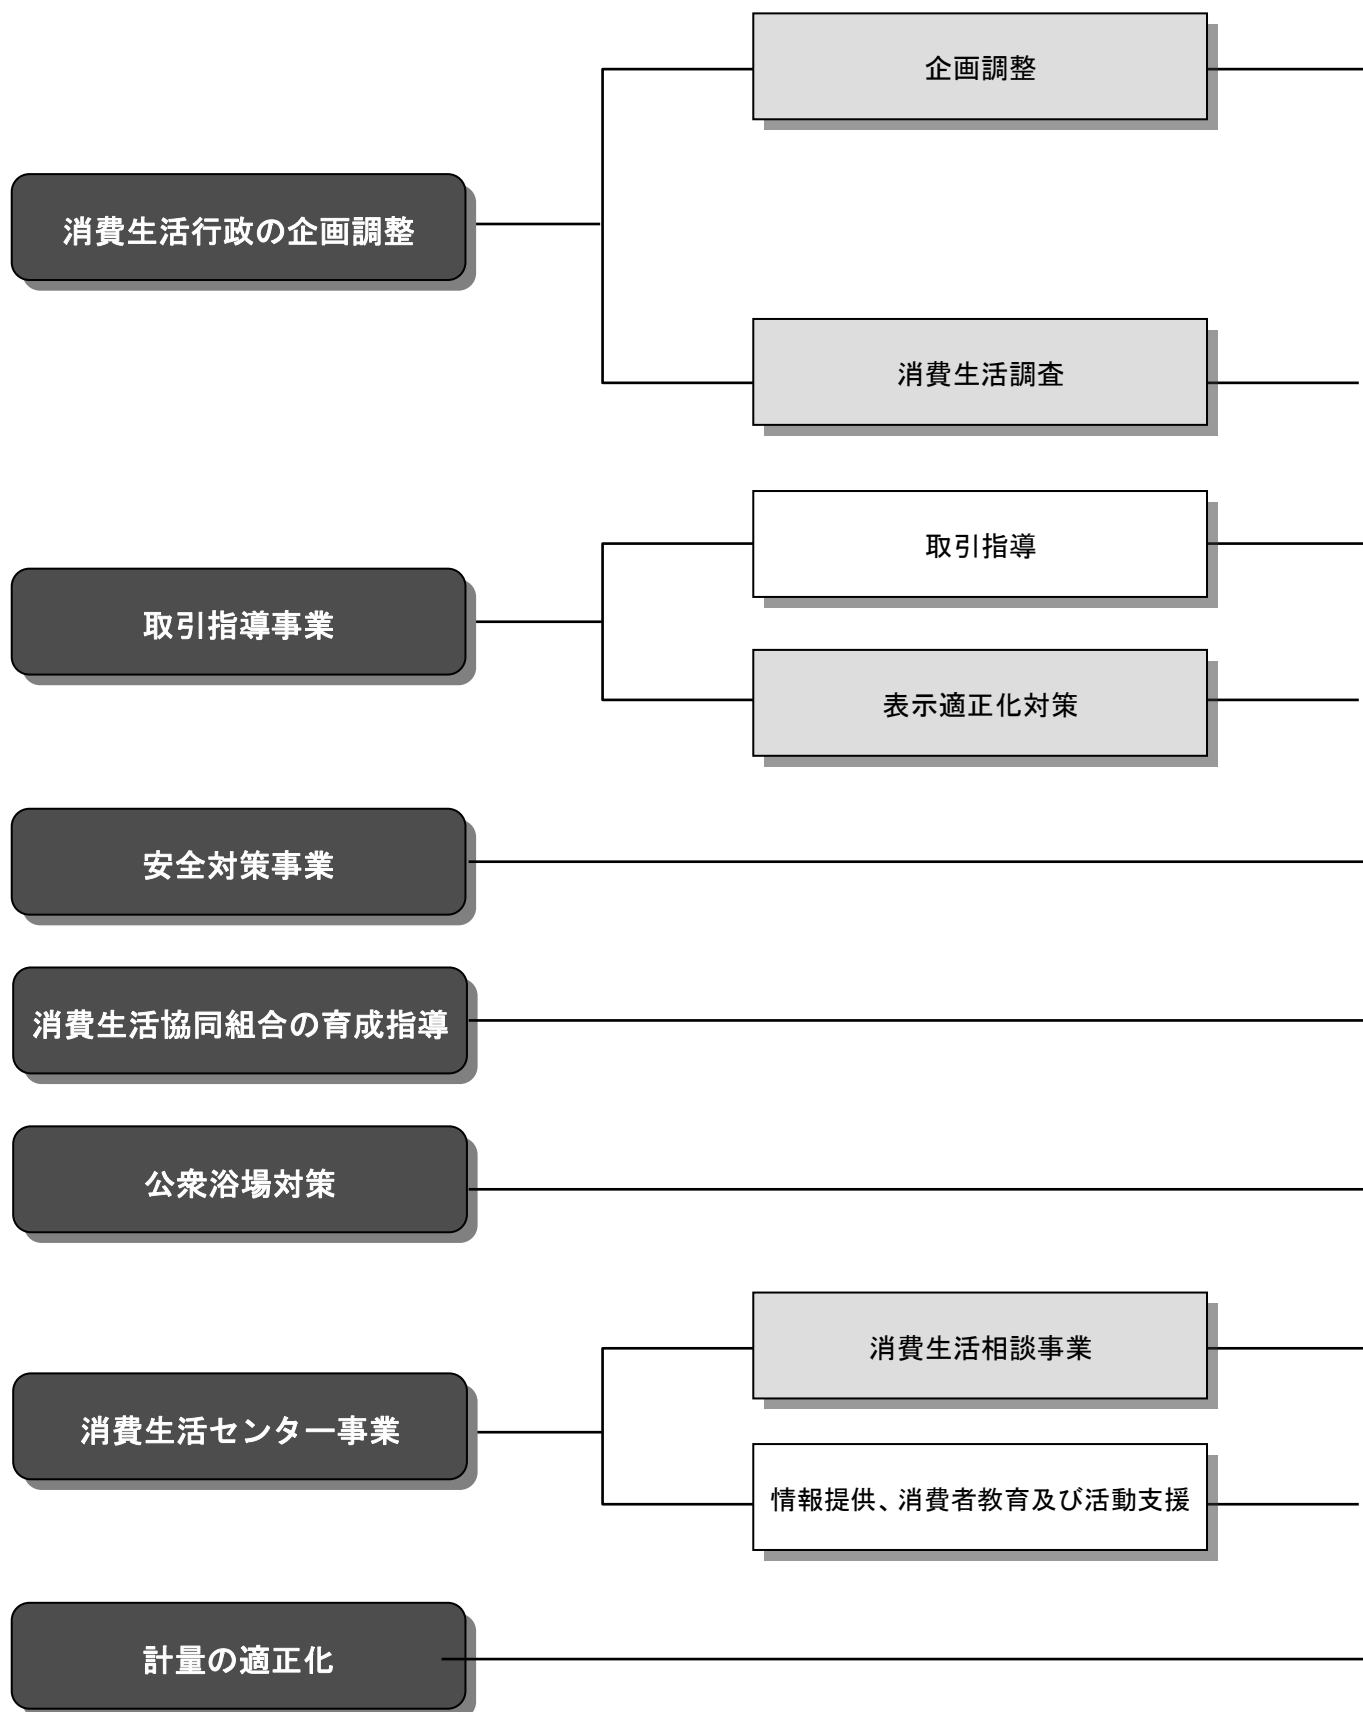 企画調整
消費生活行政の企画調整
消費生活調査
取引指導
取引指導事業
表示適正化対策
安全対策事業
消費生活協同組合の育成指導
公衆浴場対策
消費生活相談事業
消費生活センター事業
情報提供、消費者教育及び活動支援
計量の適正化